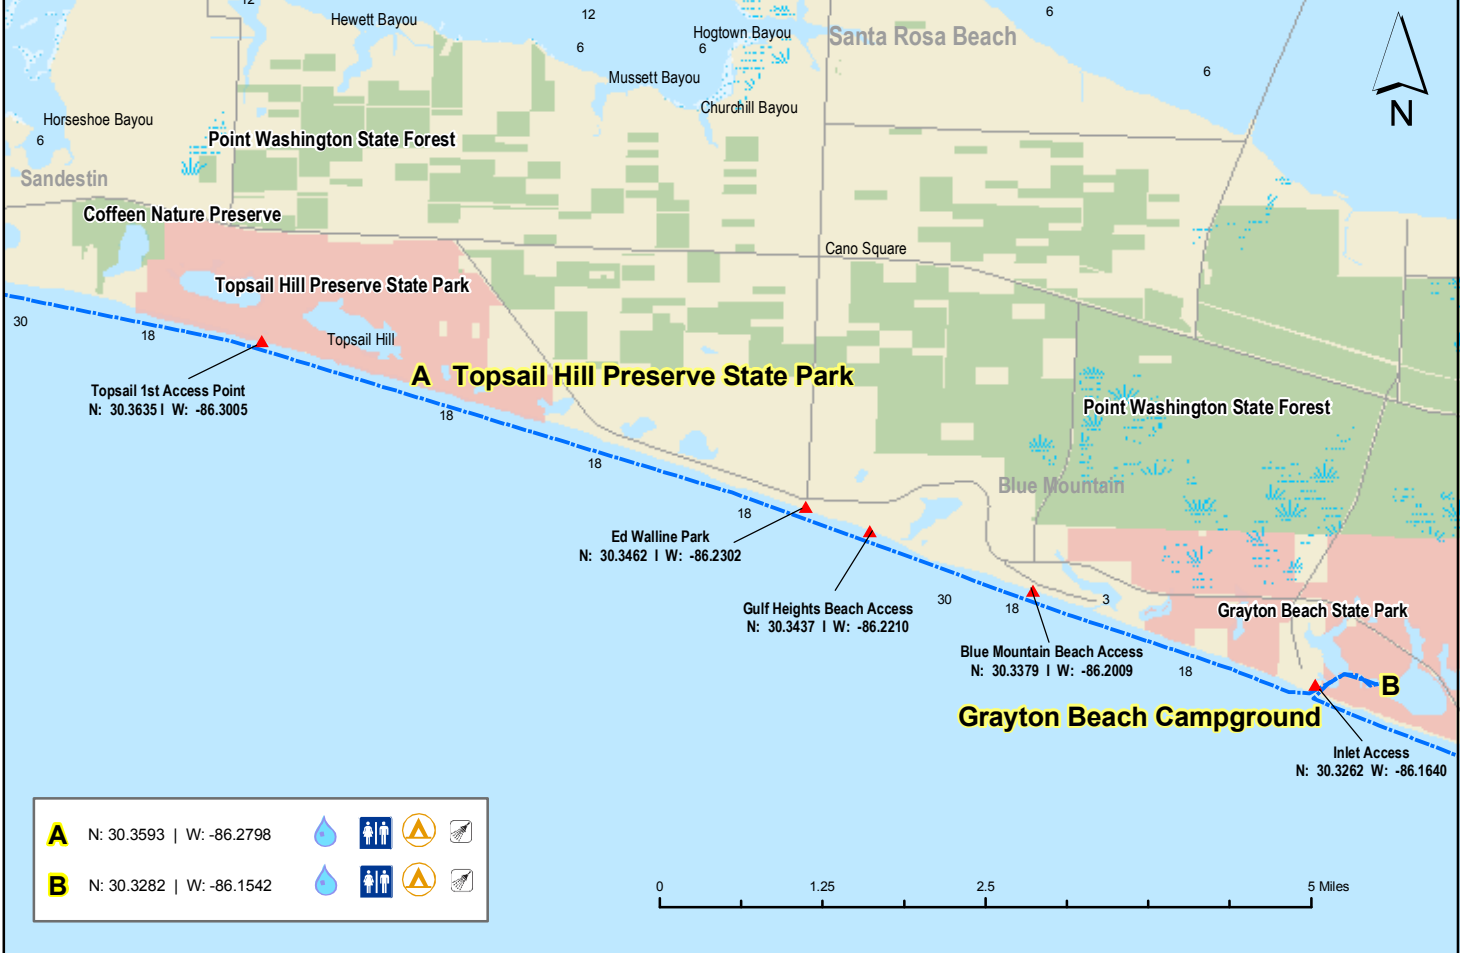 12
Hewett Bayou
12
6
6
Hogtown Bayou
6
Santa Rosa Beach
6
Mussett Bayou
Churchill Bayou
N
Horseshoe Bayou
6
Point Washington State Forest
Sandestin
Coffeen Nature Preserve
Cano Square
Topsail Hill Preserve State Park
30
18
Topsail Hill
A Topsail Hill Preserve State Park
Topsail 1st Access Point
N: 30.3635 I W: -86.3005
18
Point Washington State Forest
18
Blue Mountain
18
Ed Walline Park
N: 30.3462 I W: -86.2302
30
18
3
Gulf Heights Beach Access
N: 30.3437 I W: -86.2210
Grayton Beach State Park
Blue Mountain Beach Access
N: 30.3379 I W: -86.2009
18
B
Grayton Beach Campground
Inlet Access
N: 30.3262 W: -86.1640
A N: 30.3593 | W: -86.2798
B N: 30.3282 | W: -86.1542
0 1.25 2.5 5 Miles